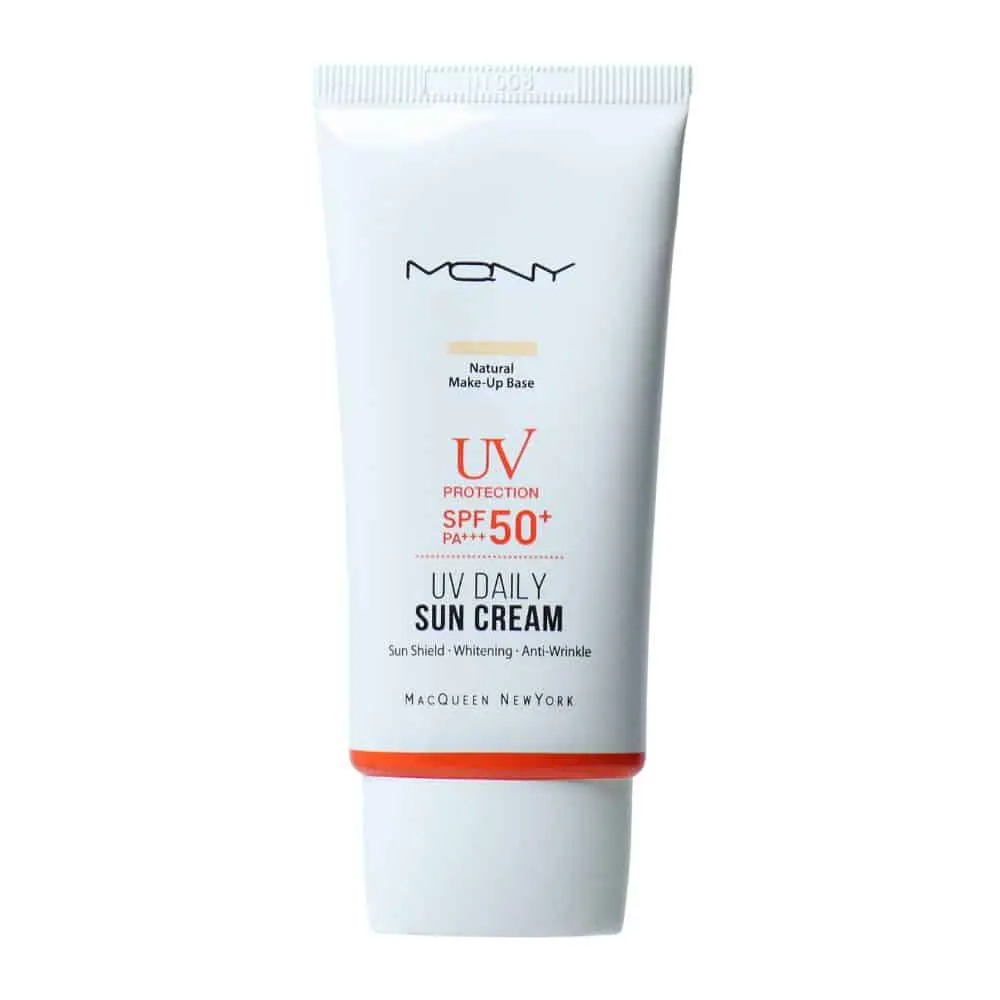 MQNY
Natural
Make-Up Base
UV
PROTECTION
SPF 50+
PA+++
UV DAILY
SUN CREAM
Sun Shield · Whitening · Anti-Wrinkle
MACQUEEN NEWYORK